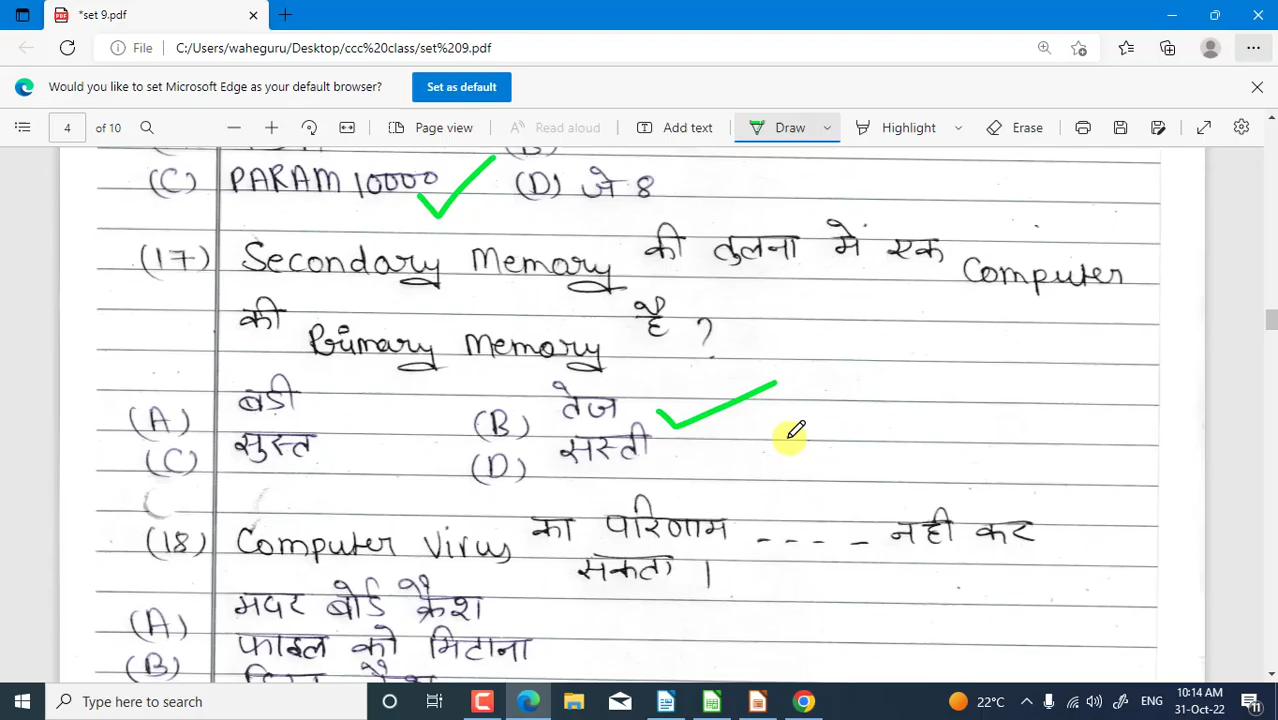 *set 9.pdf
File C:/Users/waheguru/Desktop/ccc%20class/set%209.pdf
Would you like to set Microsoft Edge as your default browser? Set as default
4 of 10 Page view Read aloud Add text Draw Highlight Erase
(C) PARAM 10000 (D) जे 8
(17) Secondary Memory की तुलना मे एक Computer
की Primary Memory है ?
(A) बडी (B) तेज
(C) सुस्त (D) सस्ती
(18) Computer Virus का परिणाम - - - - नही कर
सकता ।
(A) मदर बोर्ड क्रैश
(B) फाइल को मिटाना
Type here to search 22°C ENG 10:14 AM
31-Oct-22 11